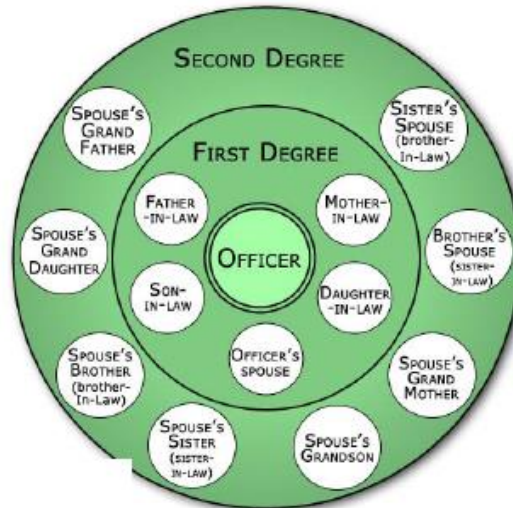 SECOND DEGREE
SPOUSE'S
GRAND
FATHER
SISTER'S
SPOUSE
(brother-
In-Law)
FIRST DEGREE
FATHER
-IN-LAW
MOTHER-
IN-LAW
SPOUSE'S
GRAND
DAUGHTER
OFFICER
BROTHER'S
SPOUSE
(SISTER-
IN-LAW)
SON-
IN-LAW
DAUGHTER
-IN-LAW
SPOUSE'S
BROTHER
(brother-
In-Law)
OFFICER'S
SPOUSE
SPOUSE'S
GRAND
MOTHER
SPOUSE'S
SISTER
(SISTER-
IN-LAW)
SPOUSE'S
GRANDSON